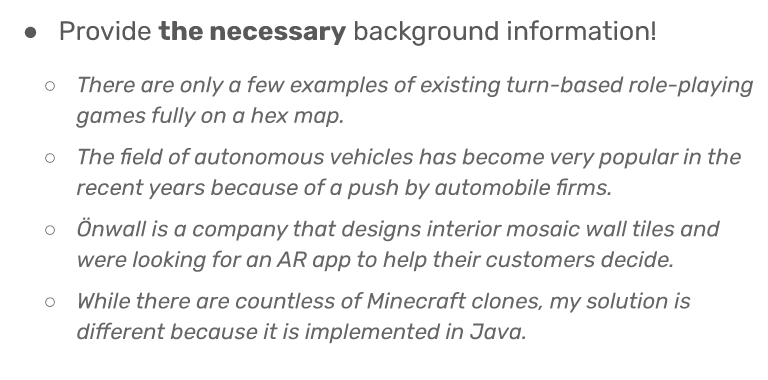 ● Provide the necessary background information!
○ There are only a few examples of existing turn-based role-playing
games fully on a hex map.
○ The field of autonomous vehicles has become very popular in the
recent years because of a push by automobile firms.
○ Önwall is a company that designs interior mosaic wall tiles and
were looking for an AR app to help their customers decide.
○ While there are countless of Minecraft clones, my solution is
different because it is implemented in Java.